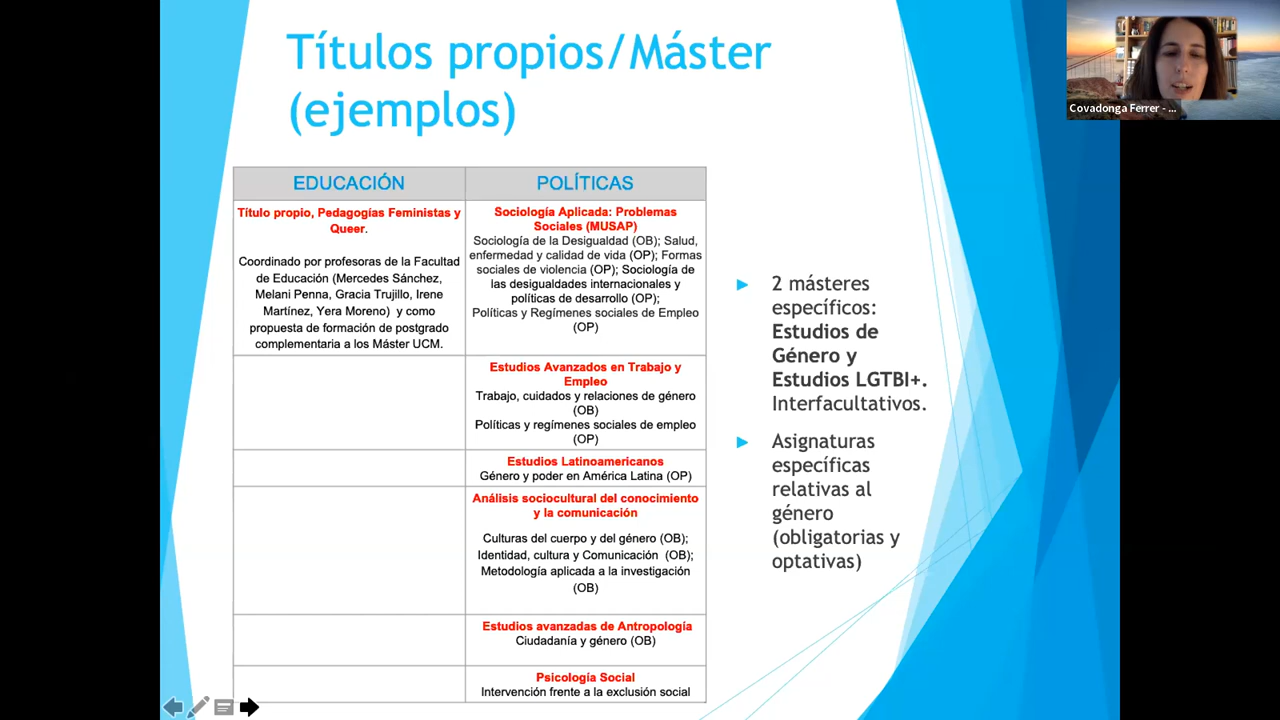 Títulos propios/Máster
(ejemplos)
Covadonga Ferrer - ...
EDUCACIÓN
POLÍTICAS
Título propio, Pedagogías Feministas y
Queer.
Coordinado por profesoras de la Facultad
de Educación (Mercedes Sánchez,
Melani Penna, Gracia Trujillo, Irene
Martínez, Yera Moreno) y como
propuesta de formación de postgrado
complementaria a los Máster UCM.
Sociología Aplicada: Problemas
Sociales (MUSAP)
Sociología de la Desigualdad (OB); Salud,
enfermedad y calidad de vida (OP); Formas
sociales de violencia (OP); Sociología de
las desigualdades internacionales y
políticas de desarrollo (OP);
Políticas y Regímenes sociales de Empleo
(OP)
Estudios Avanzados en Trabajo y
Empleo
Trabajo, cuidados y relaciones de género
(OB)
Políticas y regímenes sociales de empleo
(OP)
Estudios Latinoamericanos
Género y poder en América Latina (OP)
Análisis sociocultural del conocimiento
y la comunicación
Culturas del cuerpo y del género (OB);
Identidad, cultura y Comunicación (OB);
Metodología aplicada a la investigación
(OB)
Estudios avanzadas de Antropología
Ciudadanía y género (OB)
Psicología Social
Intervención frente a la exclusión social
2 másteres
específicos:
Estudios de
Género y
Estudios LGTBI+.
Interfacultativos.
Asignaturas
específicas
relativas al
género
(obligatorias y
optativas)